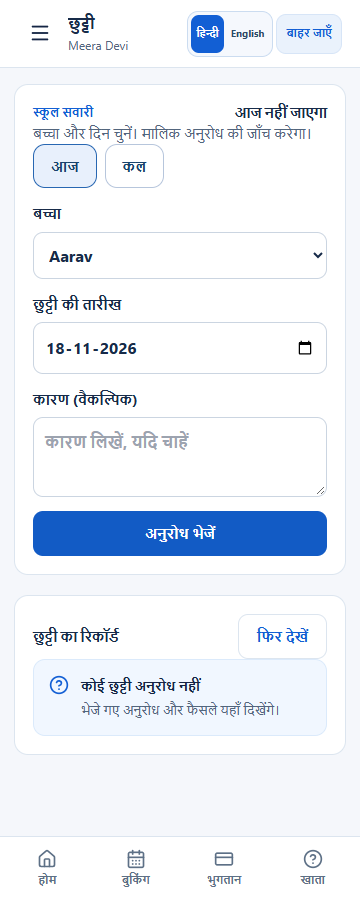 छुट्टी
Meera Devi
हिन्दी
English
बाहर जाएँ
स्कूल सवारी
आज नहीं जाएगा
बच्चा और दिन चुनें। मालिक अनुरोध की जाँच करेगा।
आज
कल
बच्चा
Aarav
छुट्टी की तारीख
18-11-2026
कारण (वैकल्पिक)
कारण लिखें, यदि चाहें
अनुरोध भेजें
छुट्टी का रिकॉर्ड
फिर देखें
कोई छुट्टी अनुरोध नहीं
भेजे गए अनुरोध और फैसले यहाँ दिखेंगे।
होम
बुकिंग
भुगतान
खाता